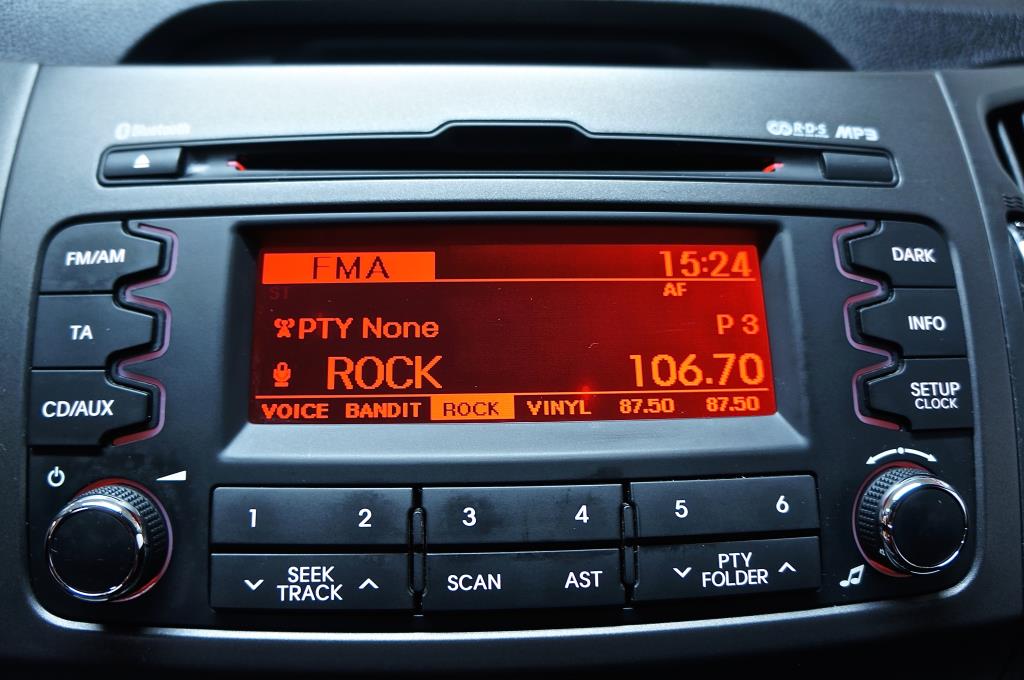 Bluetooth
R·D·S MP3
FM/AM
TA
CD/AUX
FMA 15:24
ST AF
PTY None P 3
ROCK 106.70
VOICE BANDIT ROCK VINYL 87.50 87.50
DARK
INFO
SETUP
CLOCK
1 2 3 4 5 6
SEEK
TRACK
SCAN AST
PTY
FOLDER